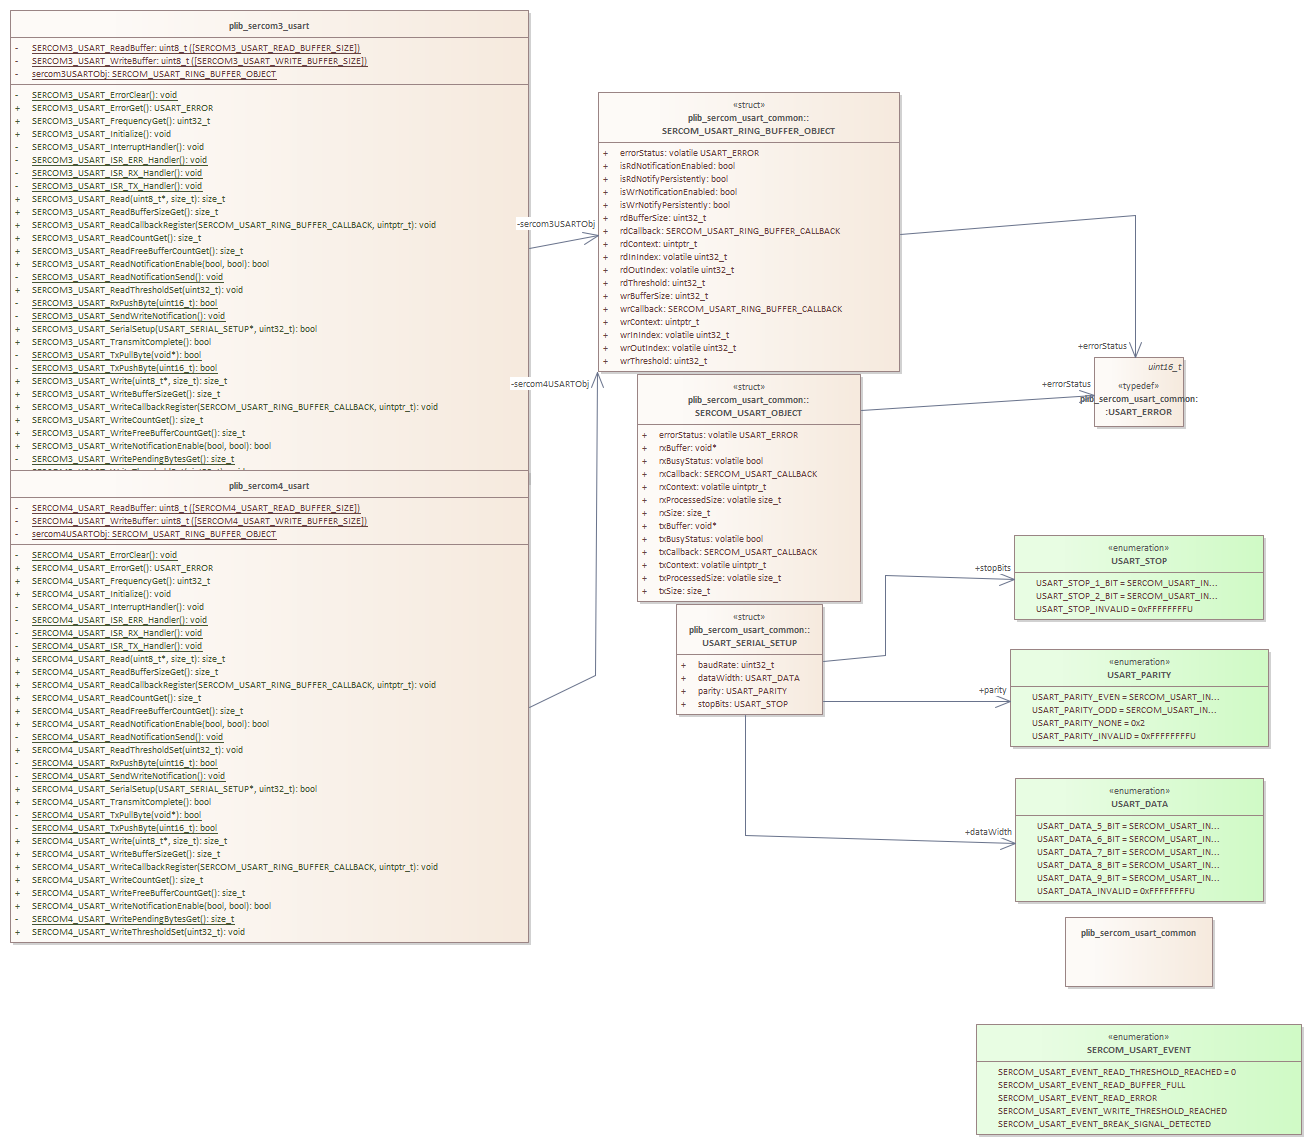 plib_sercom3_usart
- SERCOM3_USART_ReadBuffer: uint8_t ([SERCOM3_USART_READ_BUFFER_SIZE])
- SERCOM3_USART_WriteBuffer: uint8_t ([SERCOM3_USART_WRITE_BUFFER_SIZE])
- sercom3USARTObj: SERCOM_USART_RING_BUFFER_OBJECT
- SERCOM3_USART_ErrorClear(): void
+ SERCOM3_USART_ErrorGet(): USART_ERROR
+ SERCOM3_USART_FrequencyGet(): uint32_t
+ SERCOM3_USART_Initialize(): void
- SERCOM3_USART_InterruptHandler(): void
- SERCOM3_USART_ISR_ERR_Handler(): void
- SERCOM3_USART_ISR_RX_Handler(): void
- SERCOM3_USART_ISR_TX_Handler(): void
+ SERCOM3_USART_Read(uint8_t*, size_t): size_t
+ SERCOM3_USART_ReadBufferSizeGet(): size_t
+ SERCOM3_USART_ReadCallbackRegister(SERCOM_USART_RING_BUFFER_CALLBACK, uintptr_t): void
+ SERCOM3_USART_ReadCountGet(): size_t
+ SERCOM3_USART_ReadFreeBufferCountGet(): size_t
+ SERCOM3_USART_ReadNotificationEnable(bool, bool): bool
- SERCOM3_USART_ReadNotificationSend(): void
+ SERCOM3_USART_ReadThresholdSet(uint32_t): void
- SERCOM3_USART_RxPushByte(uint16_t): bool
- SERCOM3_USART_SendWriteNotification(): void
+ SERCOM3_USART_SerialSetup(USART_SERIAL_SETUP*, uint32_t): bool
+ SERCOM3_USART_TransmitComplete(): bool
- SERCOM3_USART_TxPullByte(void*): bool
- SERCOM3_USART_TxPushByte(uint16_t): bool
+ SERCOM3_USART_Write(uint8_t*, size_t): size_t
+ SERCOM3_USART_WriteBufferSizeGet(): size_t
+ SERCOM3_USART_WriteCallbackRegister(SERCOM_USART_RING_BUFFER_CALLBACK, uintptr_t): void
+ SERCOM3_USART_WriteCountGet(): size_t
+ SERCOM3_USART_WriteFreeBufferCountGet(): size_t
+ SERCOM3_USART_WriteNotificationEnable(bool, bool): bool
- SERCOM3_USART_WritePendingBytesGet(): size_t
plib_sercom4_usart
- SERCOM4_USART_ReadBuffer: uint8_t ([SERCOM4_USART_READ_BUFFER_SIZE])
- SERCOM4_USART_WriteBuffer: uint8_t ([SERCOM4_USART_WRITE_BUFFER_SIZE])
- sercom4USARTObj: SERCOM_USART_RING_BUFFER_OBJECT
- SERCOM4_USART_ErrorClear(): void
+ SERCOM4_USART_ErrorGet(): USART_ERROR
+ SERCOM4_USART_FrequencyGet(): uint32_t
+ SERCOM4_USART_Initialize(): void
- SERCOM4_USART_InterruptHandler(): void
- SERCOM4_USART_ISR_ERR_Handler(): void
- SERCOM4_USART_ISR_RX_Handler(): void
- SERCOM4_USART_ISR_TX_Handler(): void
+ SERCOM4_USART_Read(uint8_t*, size_t): size_t
+ SERCOM4_USART_ReadBufferSizeGet(): size_t
+ SERCOM4_USART_ReadCallbackRegister(SERCOM_USART_RING_BUFFER_CALLBACK, uintptr_t): void
+ SERCOM4_USART_ReadCountGet(): size_t
+ SERCOM4_USART_ReadFreeBufferCountGet(): size_t
+ SERCOM4_USART_ReadNotificationEnable(bool, bool): bool
- SERCOM4_USART_ReadNotificationSend(): void
+ SERCOM4_USART_ReadThresholdSet(uint32_t): void
- SERCOM4_USART_RxPushByte(uint16_t): bool
- SERCOM4_USART_SendWriteNotification(): void
+ SERCOM4_USART_SerialSetup(USART_SERIAL_SETUP*, uint32_t): bool
+ SERCOM4_USART_TransmitComplete(): bool
- SERCOM4_USART_TxPullByte(void*): bool
- SERCOM4_USART_TxPushByte(uint16_t): bool
+ SERCOM4_USART_Write(uint8_t*, size_t): size_t
+ SERCOM4_USART_WriteBufferSizeGet(): size_t
+ SERCOM4_USART_WriteCallbackRegister(SERCOM_USART_RING_BUFFER_CALLBACK, uintptr_t): void
+ SERCOM4_USART_WriteCountGet(): size_t
+ SERCOM4_USART_WriteFreeBufferCountGet(): size_t
+ SERCOM4_USART_WriteNotificationEnable(bool, bool): bool
- SERCOM4_USART_WritePendingBytesGet(): size_t
+ SERCOM4_USART_WriteThresholdSet(uint32_t): void
-sercom3USARTObj
-sercom4USARTObj
«struct»
plib_sercom_usart_common::
SERCOM_USART_RING_BUFFER_OBJECT
+ errorStatus: volatile USART_ERROR
+ isRdNotificationEnabled: bool
+ isRdNotifyPersistently: bool
+ isWrNotificationEnabled: bool
+ isWrNotifyPersistently: bool
+ rdBufferSize: uint32_t
+ rdCallback: SERCOM_USART_RING_BUFFER_CALLBACK
+ rdContext: uintptr_t
+ rdInIndex: volatile uint32_t
+ rdOutIndex: volatile uint32_t
+ rdThreshold: uint32_t
+ wrBufferSize: uint32_t
+ wrCallback: SERCOM_USART_RING_BUFFER_CALLBACK
+ wrContext: uintptr_t
+ wrInIndex: volatile uint32_t
+ wrOutIndex: volatile uint32_t
+ wrThreshold: uint32_t
«struct»
plib_sercom_usart_common::
SERCOM_USART_OBJECT
+ errorStatus: volatile USART_ERROR
+ rxBuffer: void*
+ rxBusyStatus: volatile bool
+ rxCallback: SERCOM_USART_CALLBACK
+ rxContext: volatile uintptr_t
+ rxProcessedSize: volatile size_t
+ rxSize: size_t
+ txBuffer: void*
+ txBusyStatus: volatile bool
+ txCallback: SERCOM_USART_CALLBACK
+ txContext: volatile uintptr_t
+ txProcessedSize: volatile size_t
+ txSize: size_t
«struct»
plib_sercom_usart_common::
USART_SERIAL_SETUP
+ baudRate: uint32_t
+ dataWidth: USART_DATA
+ parity: USART_PARITY
+ stopBits: USART_STOP
+errorStatus
+errorStatus
uint16_t
«typedef»
plib_sercom_usart_common:
:USART_ERROR
+stopBits
«enumeration»
USART_STOP
USART_STOP_1_BIT = SERCOM_USART_IN...
USART_STOP_2_BIT = SERCOM_USART_IN...
USART_STOP_INVALID = 0xFFFFFFFFU
+parity
«enumeration»
USART_PARITY
USART_PARITY_EVEN = SERCOM_USART_IN...
USART_PARITY_ODD = SERCOM_USART_IN...
USART_PARITY_NONE = 0x2
USART_PARITY_INVALID = 0xFFFFFFFFU
+dataWidth
«enumeration»
USART_DATA
USART_DATA_5_BIT = SERCOM_USART_IN...
USART_DATA_6_BIT = SERCOM_USART_IN...
USART_DATA_7_BIT = SERCOM_USART_IN...
USART_DATA_8_BIT = SERCOM_USART_IN...
USART_DATA_9_BIT = SERCOM_USART_IN...
USART_DATA_INVALID = 0xFFFFFFFFU
plib_sercom_usart_common
«enumeration»
SERCOM_USART_EVENT
SERCOM_USART_EVENT_READ_THRESHOLD_REACHED = 0
SERCOM_USART_EVENT_READ_BUFFER_FULL
SERCOM_USART_EVENT_READ_ERROR
SERCOM_USART_EVENT_WRITE_THRESHOLD_REACHED
SERCOM_USART_EVENT_BREAK_SIGNAL_DETECTED